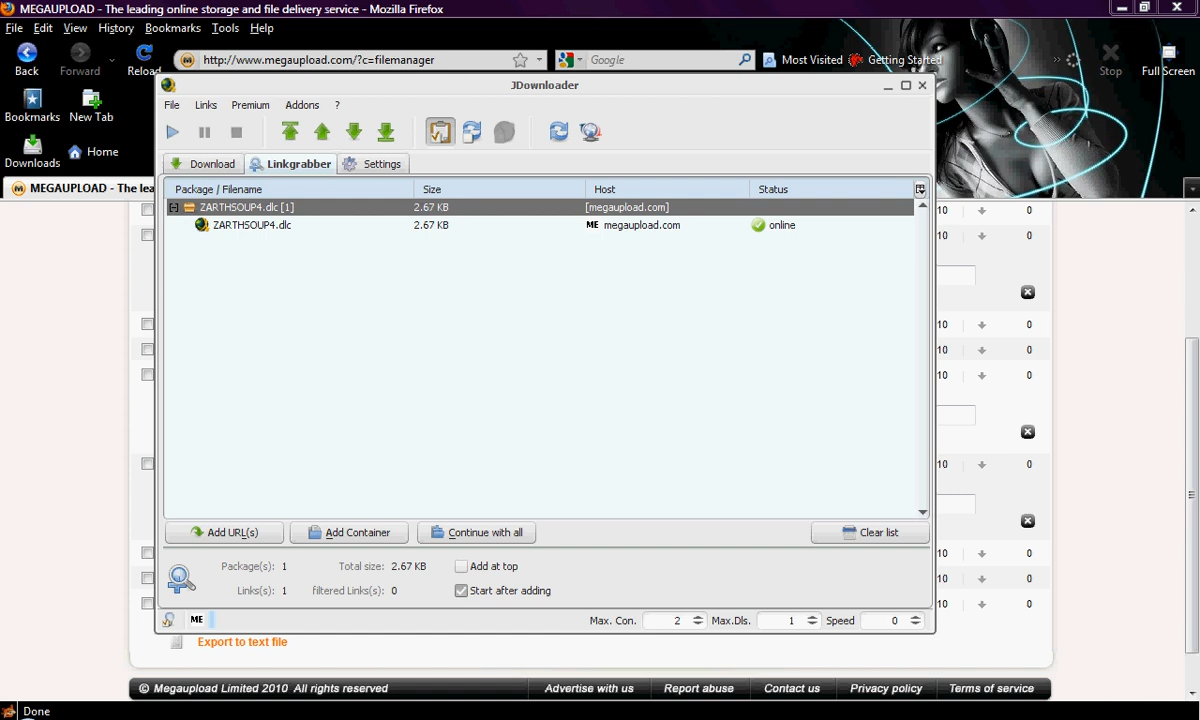 MEGAUPLOAD - The leading online storage and file delivery service - Mozilla Firefox
File Edit View History Bookmarks Tools Help
Back Forward Reload http://www.megaupload.com/?c=filemanager Google Most Visited Getting Started Stop Full Screen
Bookmarks New Tab
Downloads Home
MEGAUPLOAD - The lea
JDownloader
File Links Premium Addons ?
Download Linkgrabber Settings
Package / Filename Size Host Status
ZARTHSOUP4.dlc [1] 2.67 KB [megaupload.com]
ZARTHSOUP4.dlc 2.67 KB ME megaupload.com online
Add URL(s) Add Container Continue with all Clear list
Package(s): 1 Total size: 2.67 KB Add at top
Links(s): 1 filtered Links(s): 0 Start after adding
ME Max. Con. 2 Max.Dls. 1 Speed 0
10 0
10 0
10 0
10 0
10 0
10 0
10 0
10 0
10 0
Export to text file
© Megaupload Limited 2010 All rights reserved Advertise with us Report abuse Contact us Privacy policy Terms of service
Done